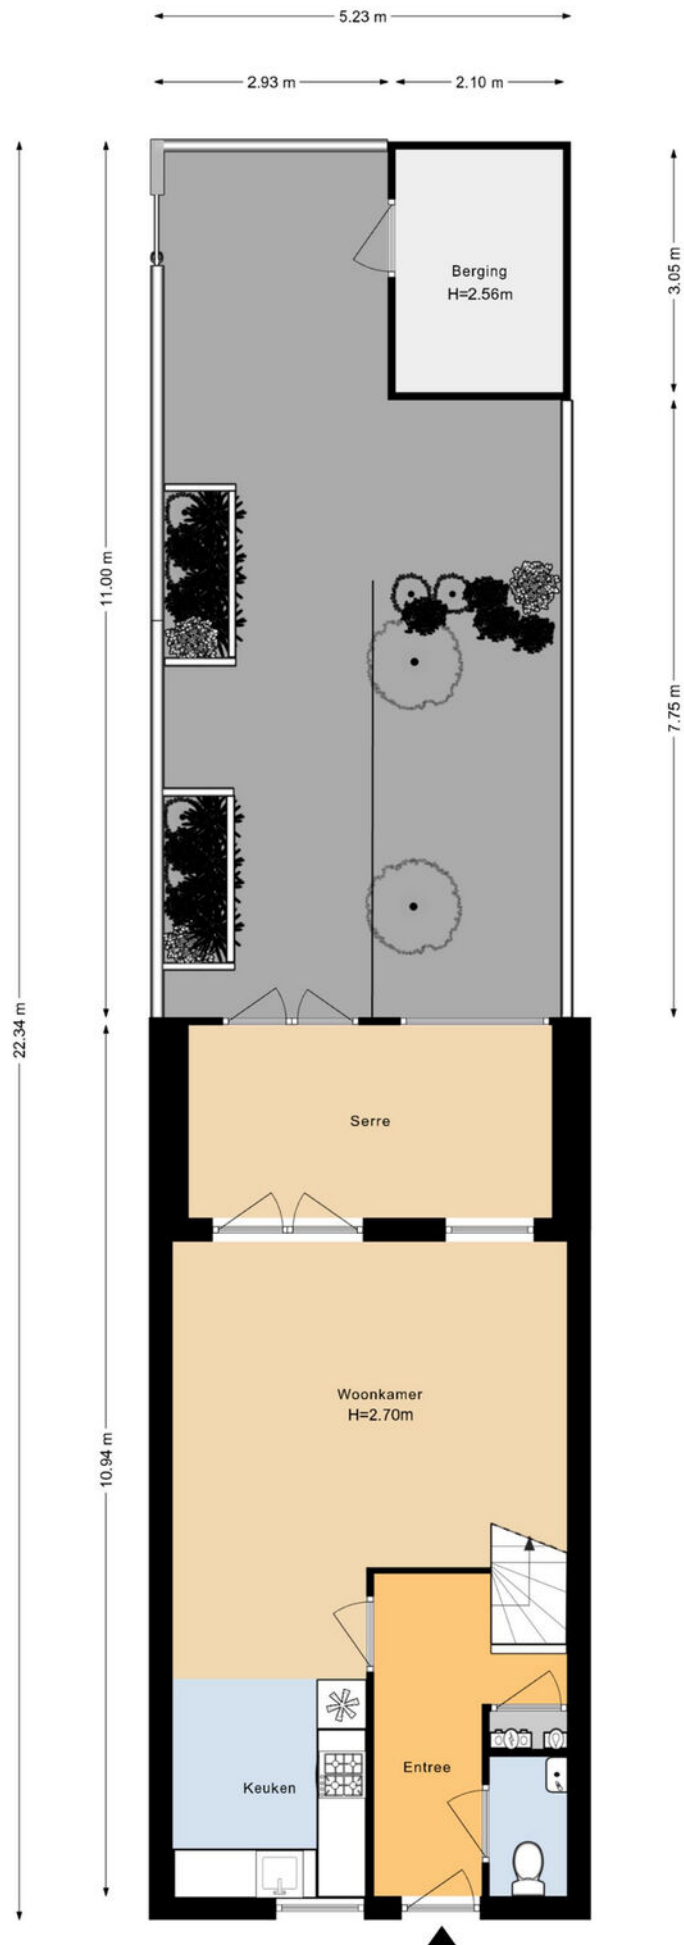 5.23 m
2.93 m
2.10 m
Berging
H=2.56m
3.05 m
11.00 m
7.75 m
22.34 m
Serre
Woonkamer
H=2.70m
10.94 m
Entree
Keuken